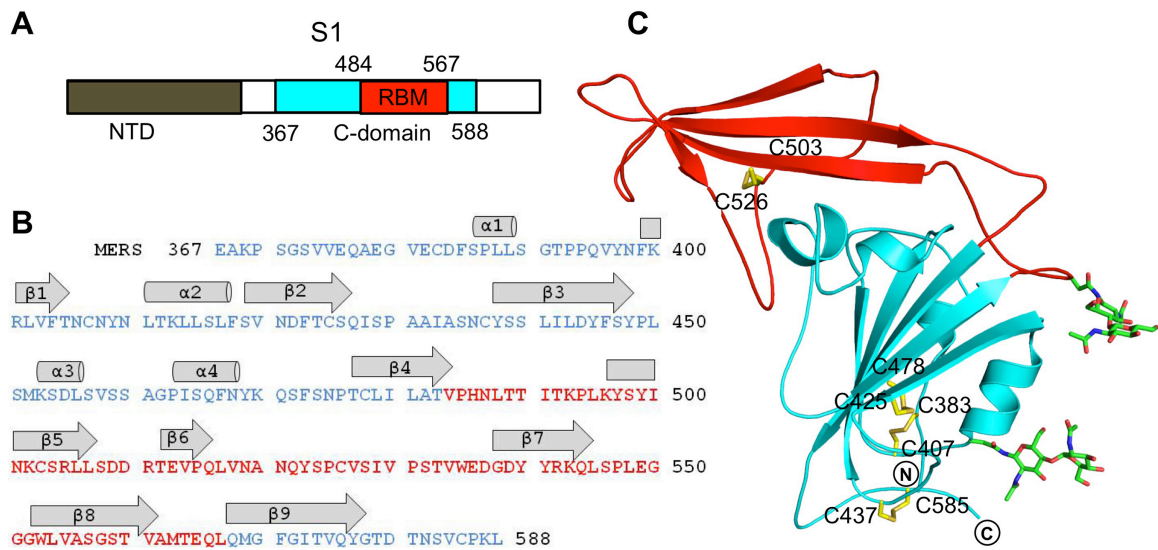 A
S1
484 567
RBM
NTD 367 C-domain 588
B
α1
MERS 367 EAKP SGSVVEQAEG VECDFSPLLS GTPPQVYNFK 400
β1 α2 β2 β3
RLVFTNCNYN LTKLLSLFSV NDFTCSQISP AAIASNCYSS LILDYFSYPL 450
α3 α4 β4
SMKSDLSVSS AGPISQFNYK QSFSNPTCLI LATVPHNLTT ITKPLKYSYI 500
β5 β6 β7
NKCSRLLSDD RTEVPQLVNA NQYSPCVSIV PSTVWEDGDY YRKQLSPLEG 550
β8 β9
GGWLVASGST VAMTEQLQMG FGITVQYGTD TNSVCPKL 588
C
C503
C526
C478
C425 C383
C407
N
C437 C585
C